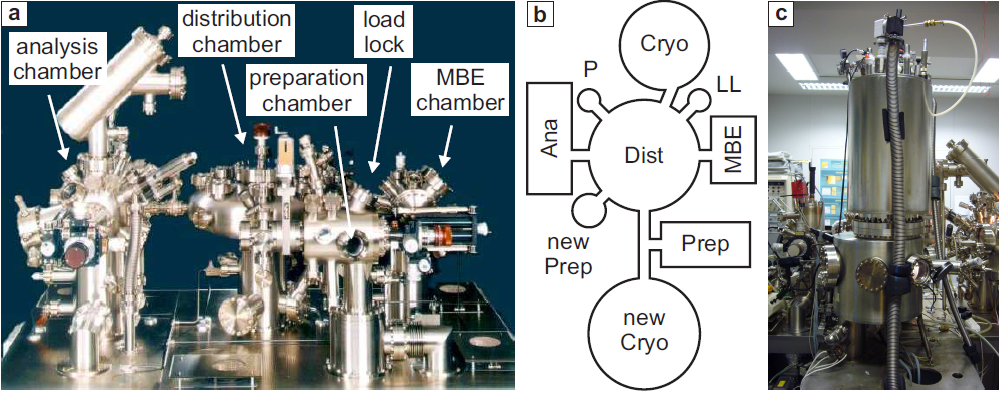 a
analysis
chamber
distribution
chamber
preparation
chamber
load
lock
MBE
chamber
b
Cryo
P
LL
Ana
Dist
MBE
new
Prep
Prep
new
Cryo
c